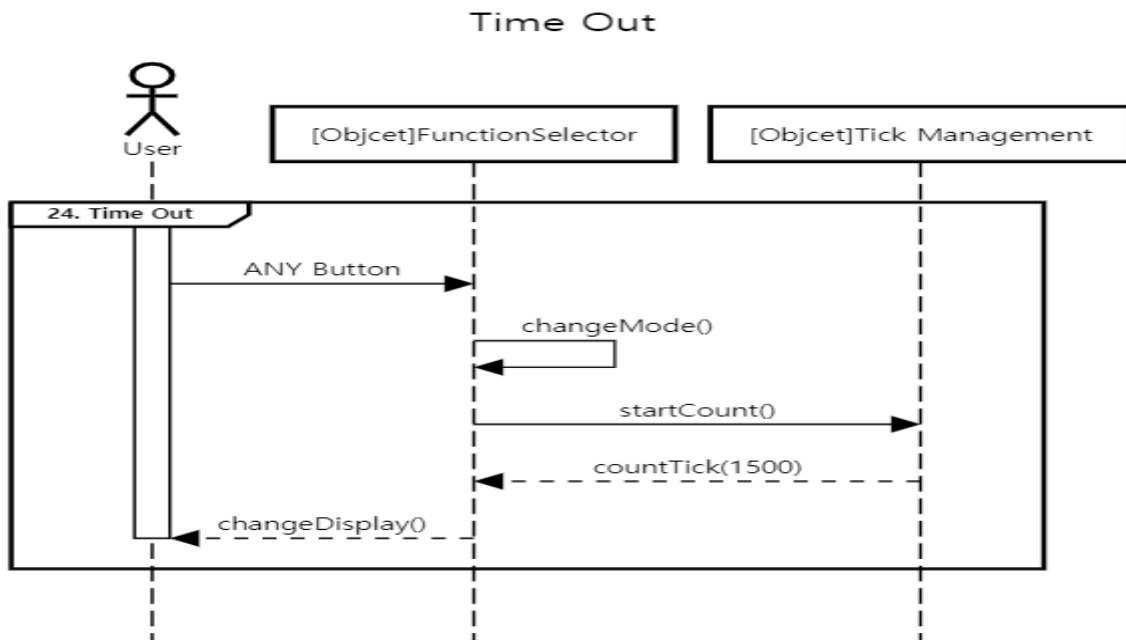 Time Out
User
[Objcet]FunctionSelector
[Objcet]Tick Management
24. Time Out
ANY Button
changeMode()
startCount()
countTick(1500)
changeDisplay()